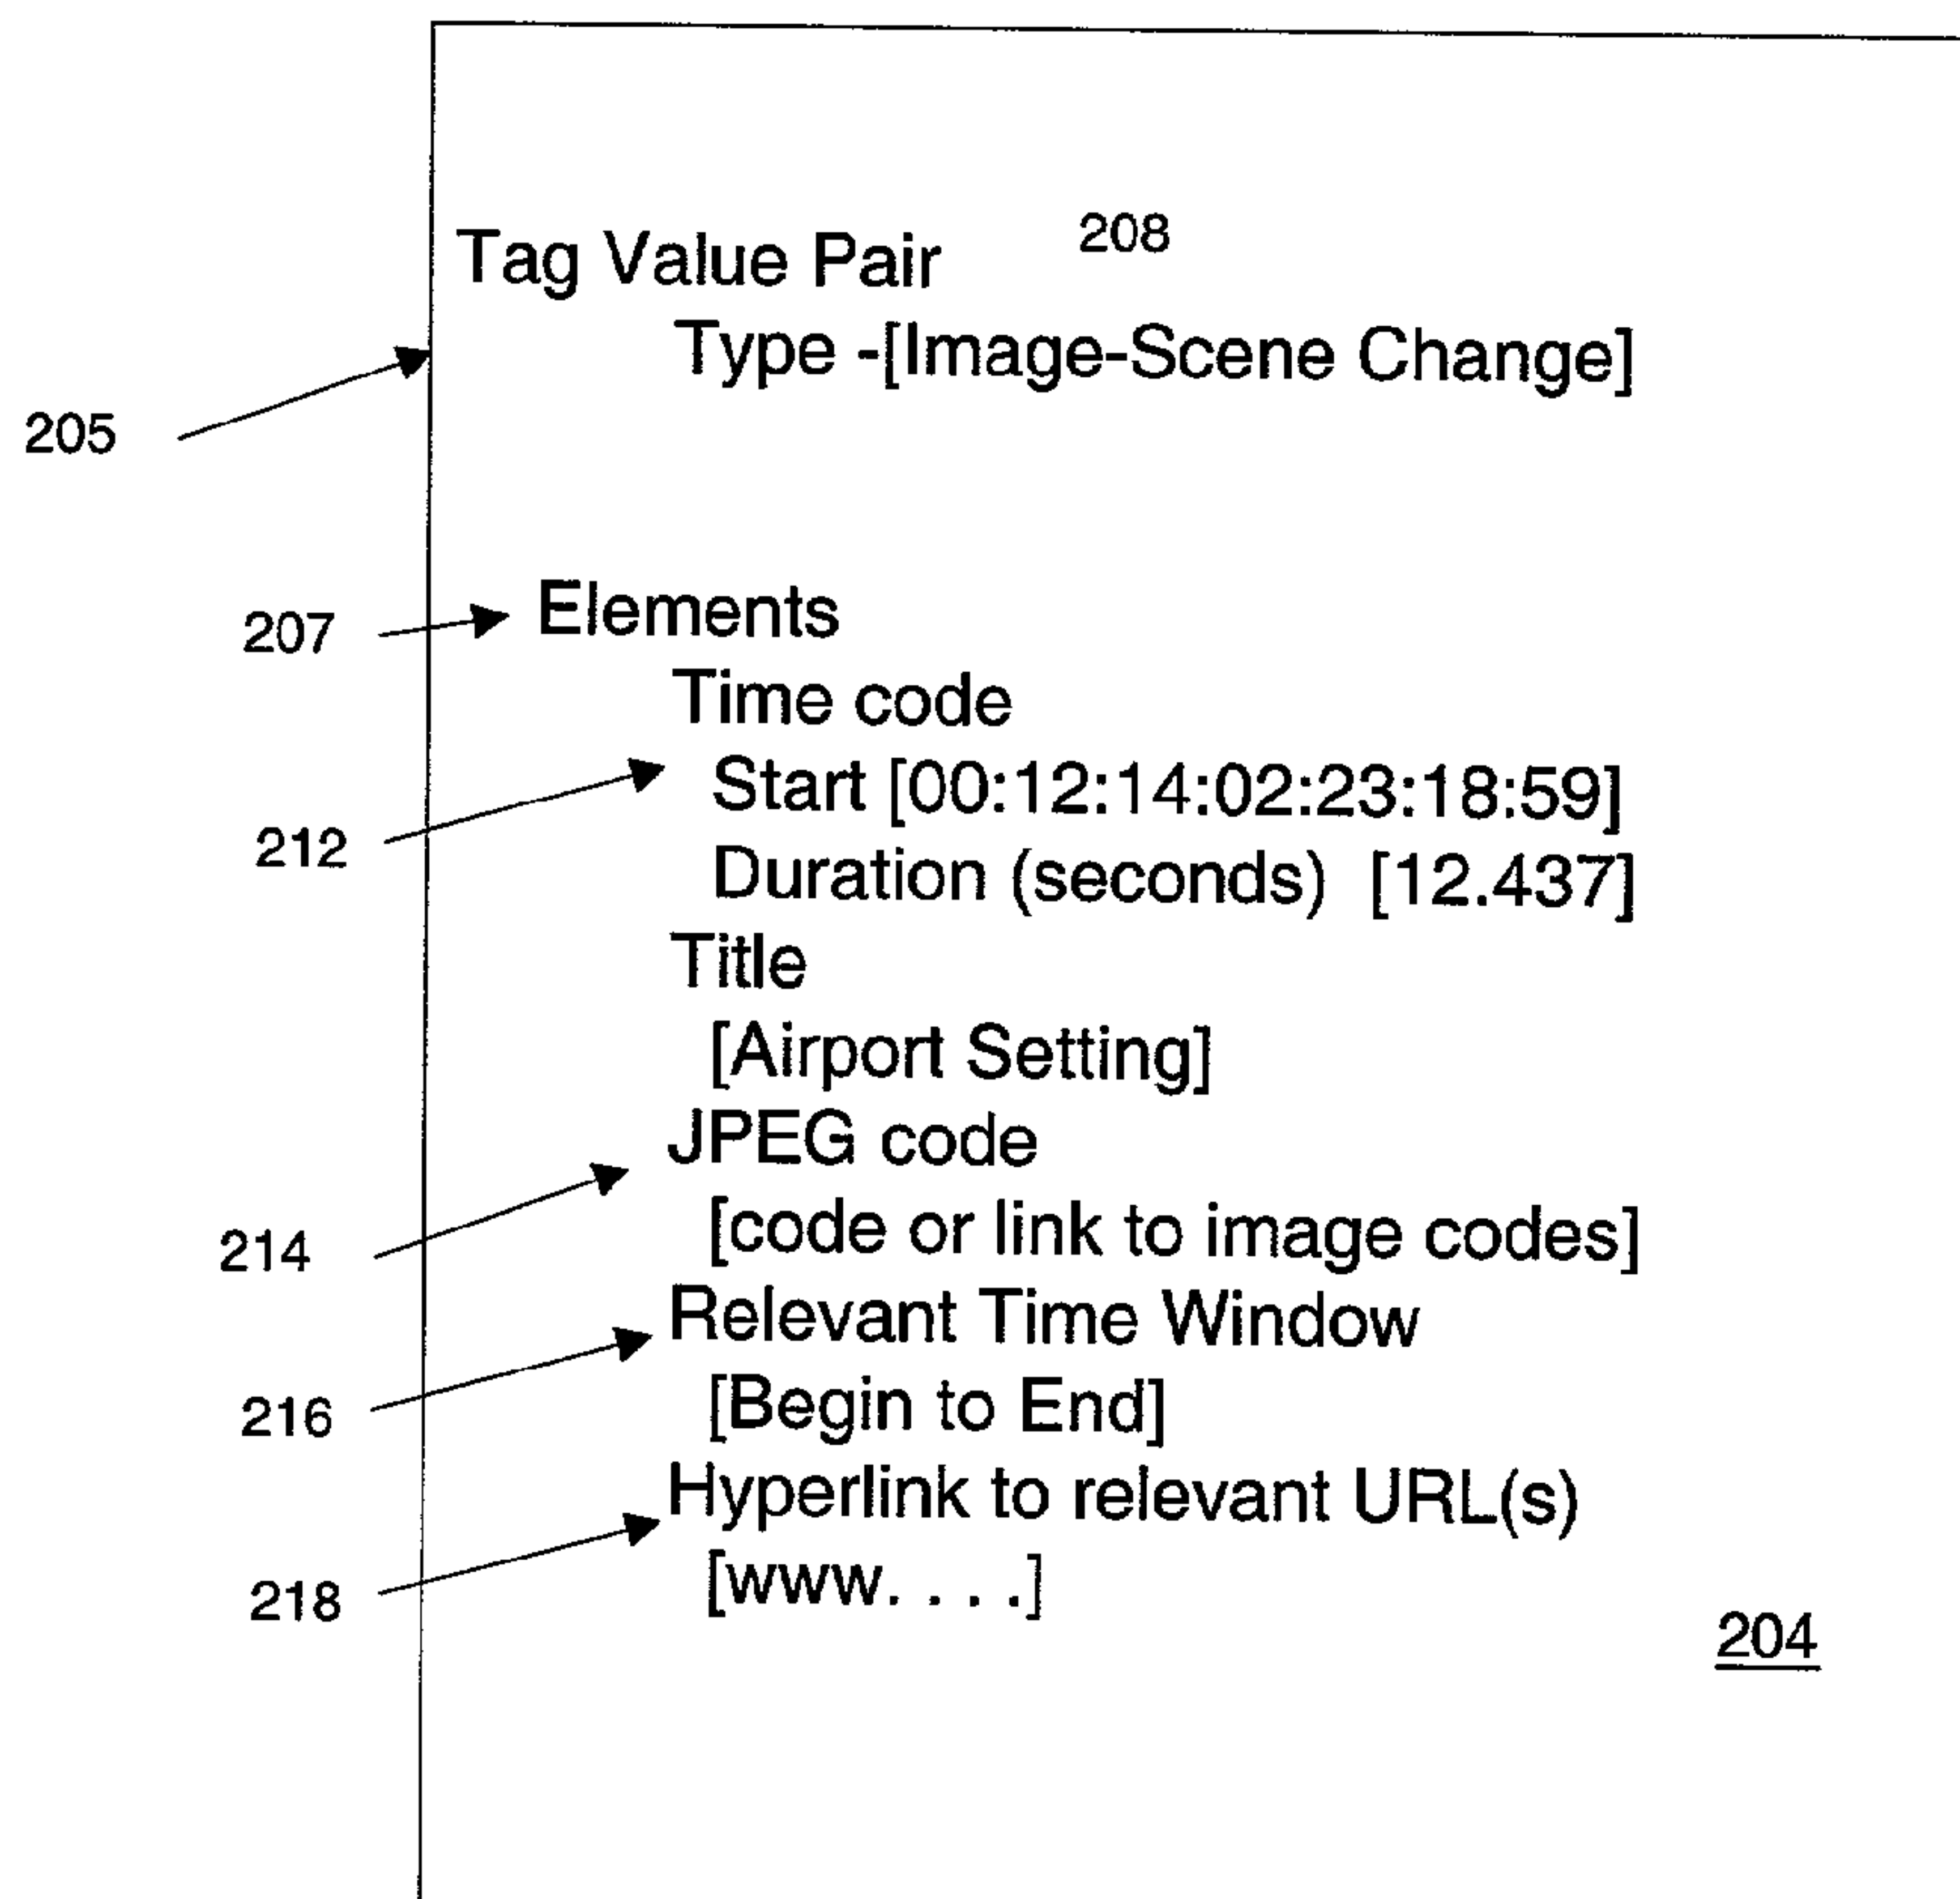 Tag Value Pair 208
Type -[Image-Scene Change]
205
207 Elements
Time code
Start [00:12:14:02:23:18:59]
212
Duration (seconds) [12.437]
Title
[Airport Setting]
JPEG code
[code or link to image codes]
214
Relevant Time Window
[Begin to End]
216
Hyperlink to relevant URL(s)
[www. . . .]
218
204